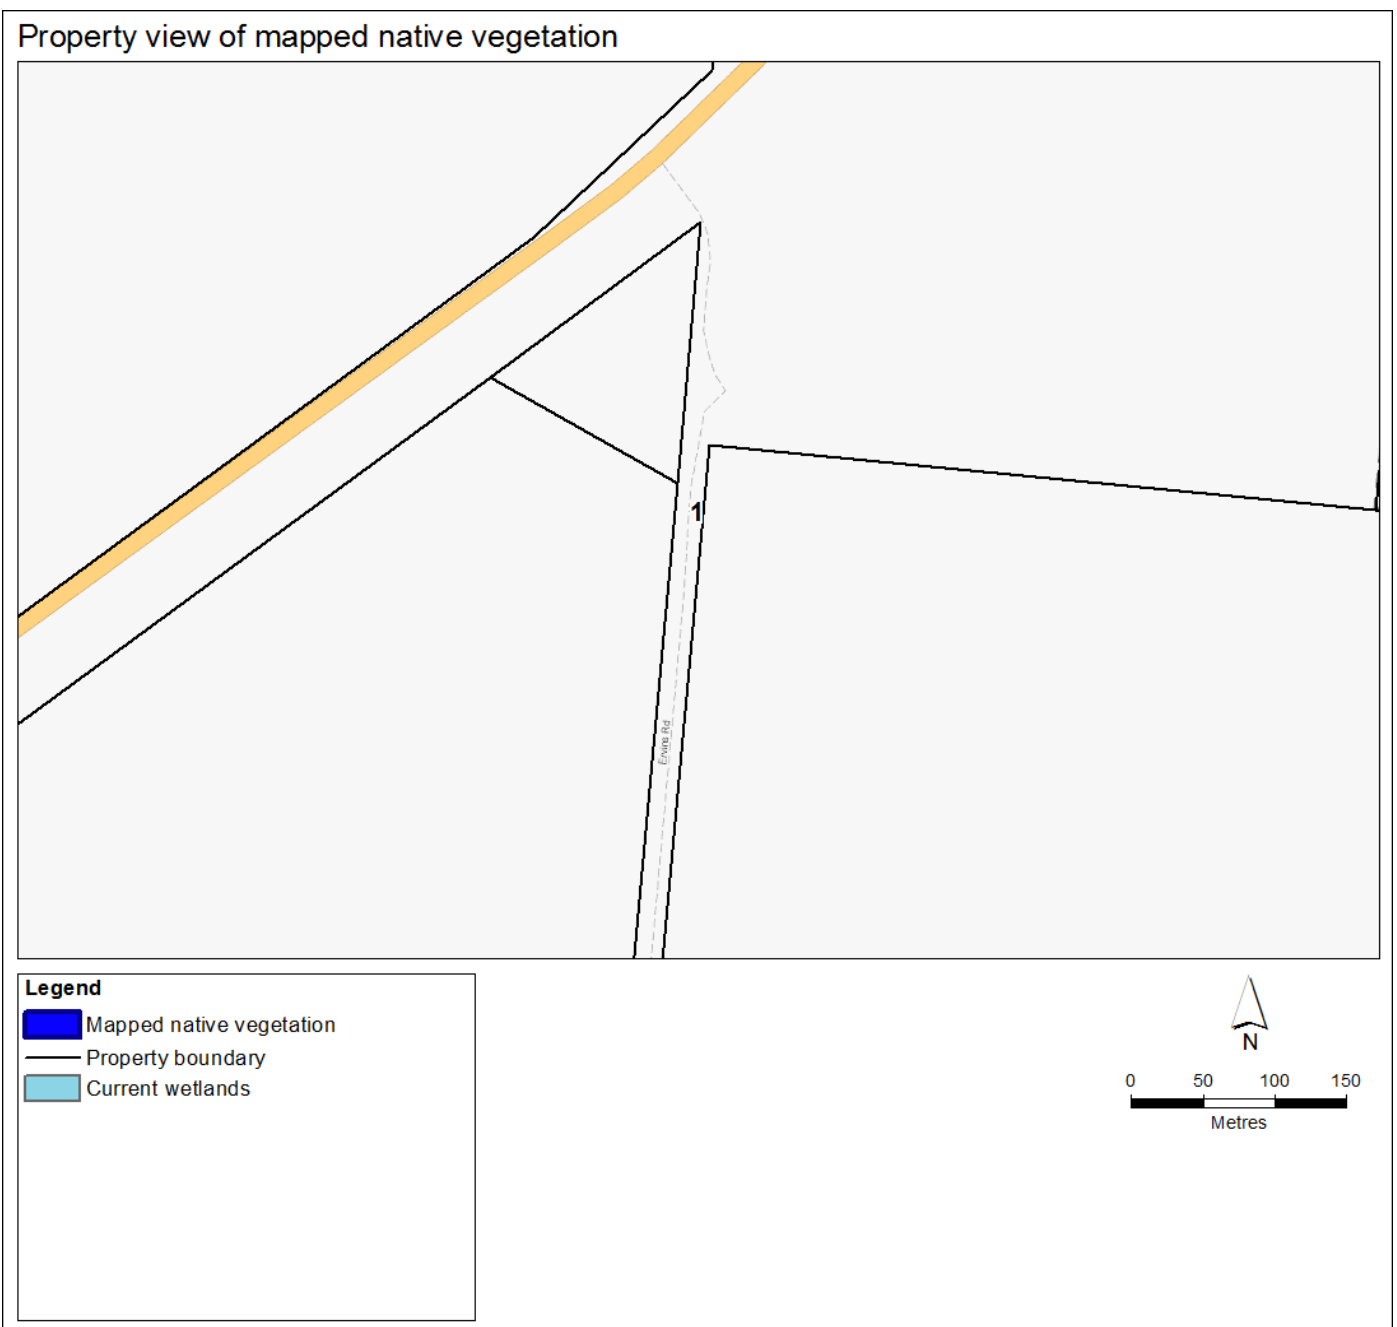 Property view of mapped native vegetation
1
Ervins Rd
Legend
Mapped native vegetation
Property boundary
Current wetlands
N
0 50 100 150
Metres